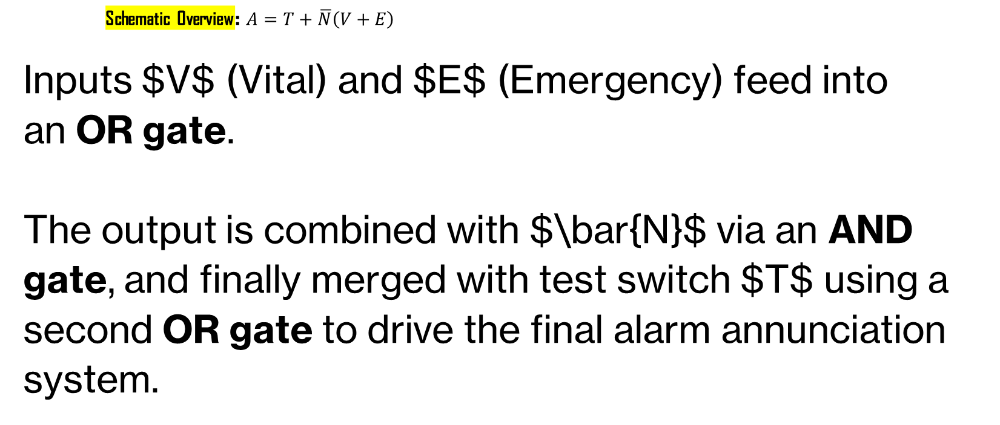 Schematic Overview: A = T + N̅(V + E)
Inputs $V$ (Vital) and $E$ (Emergency) feed into
an OR gate.
The output is combined with $\bar{N}$ via an AND
gate, and finally merged with test switch $T$ using a
second OR gate to drive the final alarm annunciation
system.